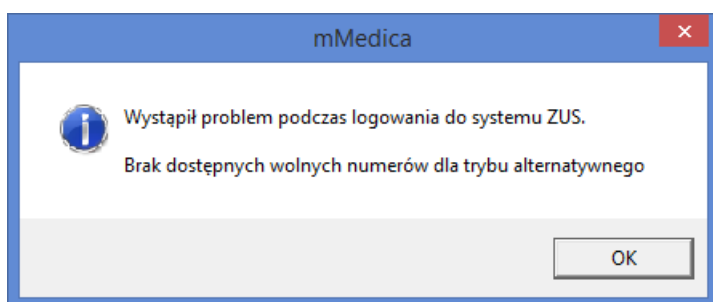 mMedica
Wystąpił problem podczas logowania do systemu ZUS.
Brak dostępnych wolnych numerów dla trybu alternatywnego
OK